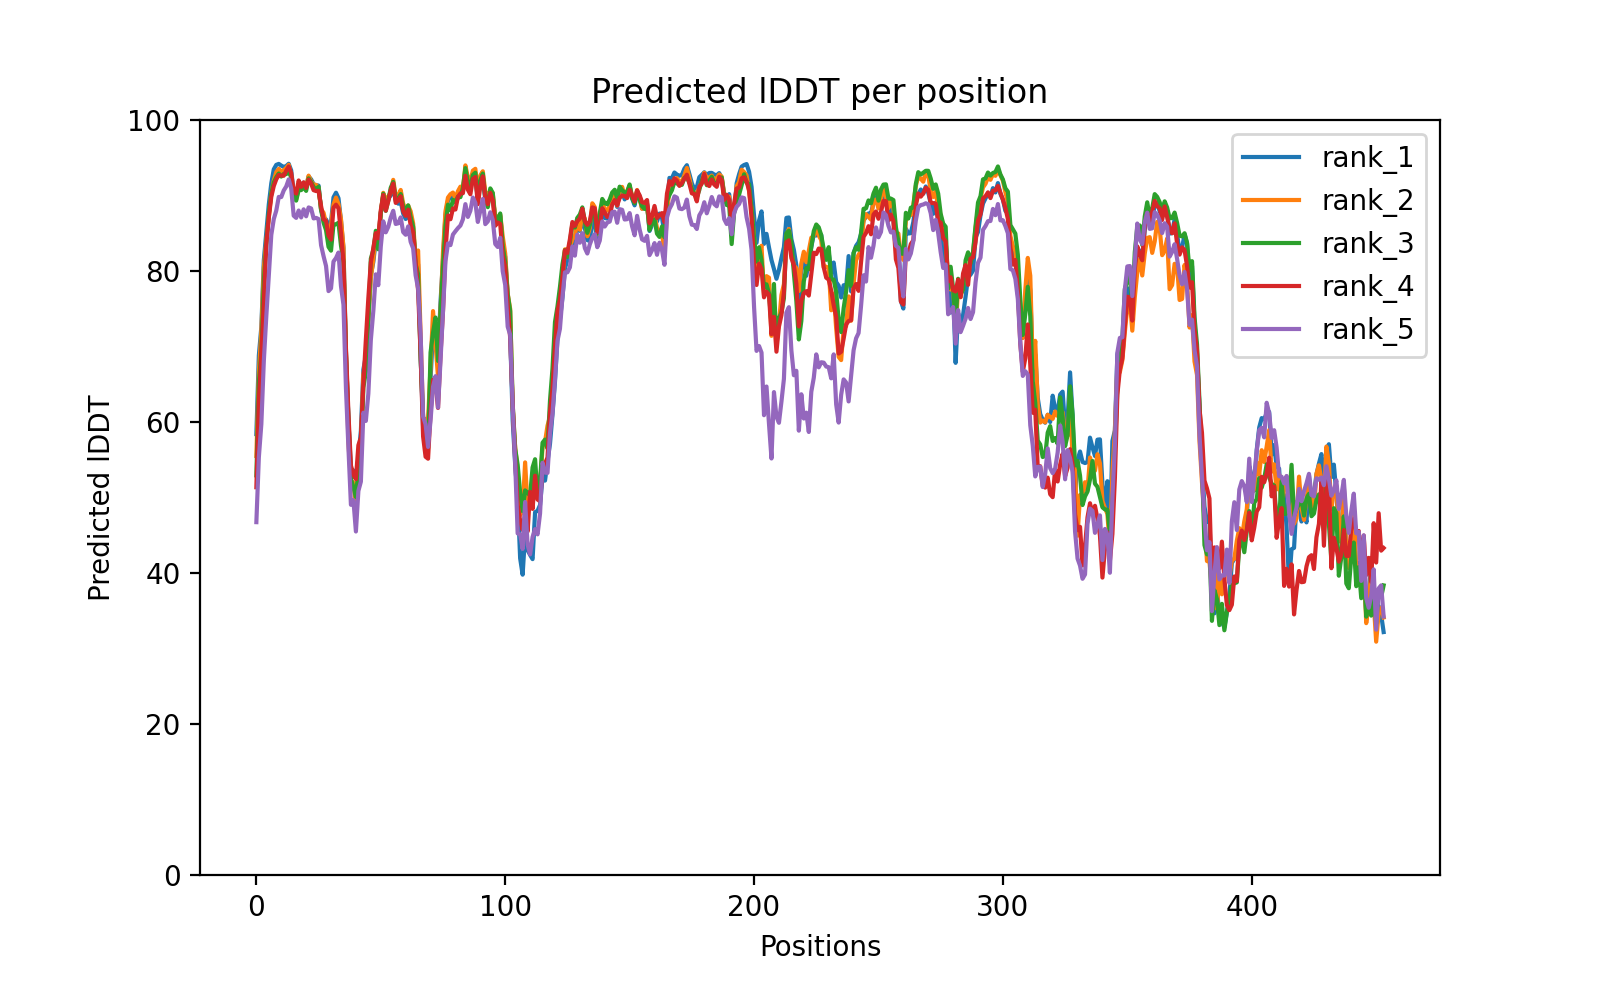 Predicted lDDT per position
100
80
60
40
20
0
Predicted lDDT
0 100 200 300 400
Positions
rank_1
rank_2
rank_3
rank_4
rank_5